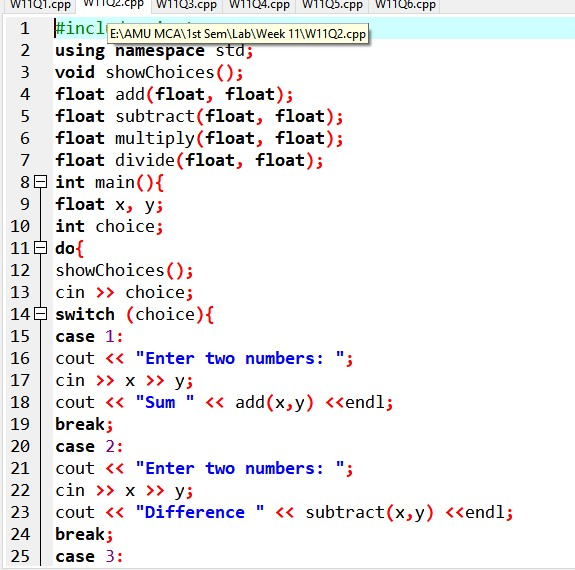 W11Q1.cpp W11Q2.cpp W11Q3.cpp W11Q4.cpp W11Q5.cpp W11Q6.cpp
1 #incl E:\AMU MCA\1st Sem\Lab\Week 11\W11Q2.cpp
2 using namespace std;
3 void showChoices();
4 float add(float, float);
5 float subtract(float, float);
6 float multiply(float, float);
7 float divide(float, float);
8 int main(){
9 float x, y;
10 int choice;
11 do{
12 showChoices();
13 cin >> choice;
14 switch (choice){
15 case 1:
16 cout << "Enter two numbers: ";
17 cin >> x >> y;
18 cout << "Sum " << add(x,y) <<endl;
19 break;
20 case 2:
21 cout << "Enter two numbers: ";
22 cin >> x >> y;
23 cout << "Difference " << subtract(x,y) <<endl;
24 break;
25 case 3: